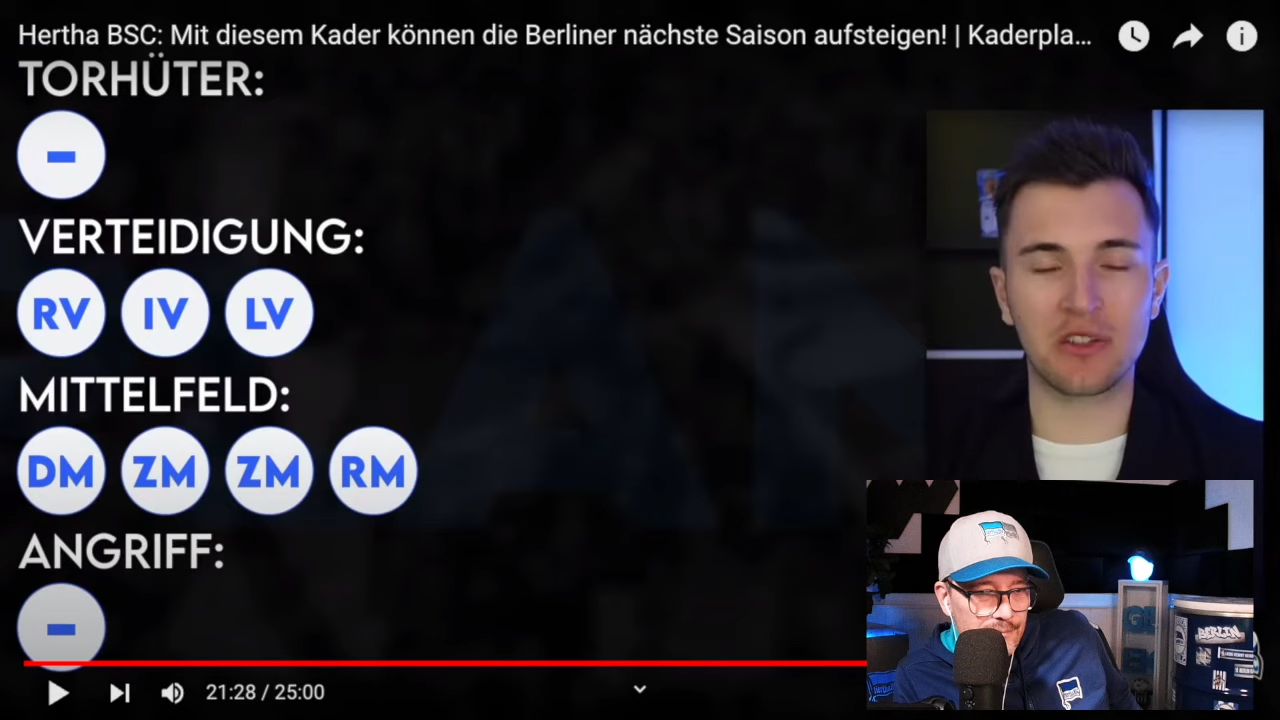 Hertha BSC: Mit diesem Kader können die Berliner nächste Saison aufsteigen! | Kaderpla...
TORHÜTER:
-
VERTEIDIGUNG:
RV IV LV
MITTELFELD:
DM ZM ZM RM
ANGRIFF:
-
21:28 / 25:00
BERLIN